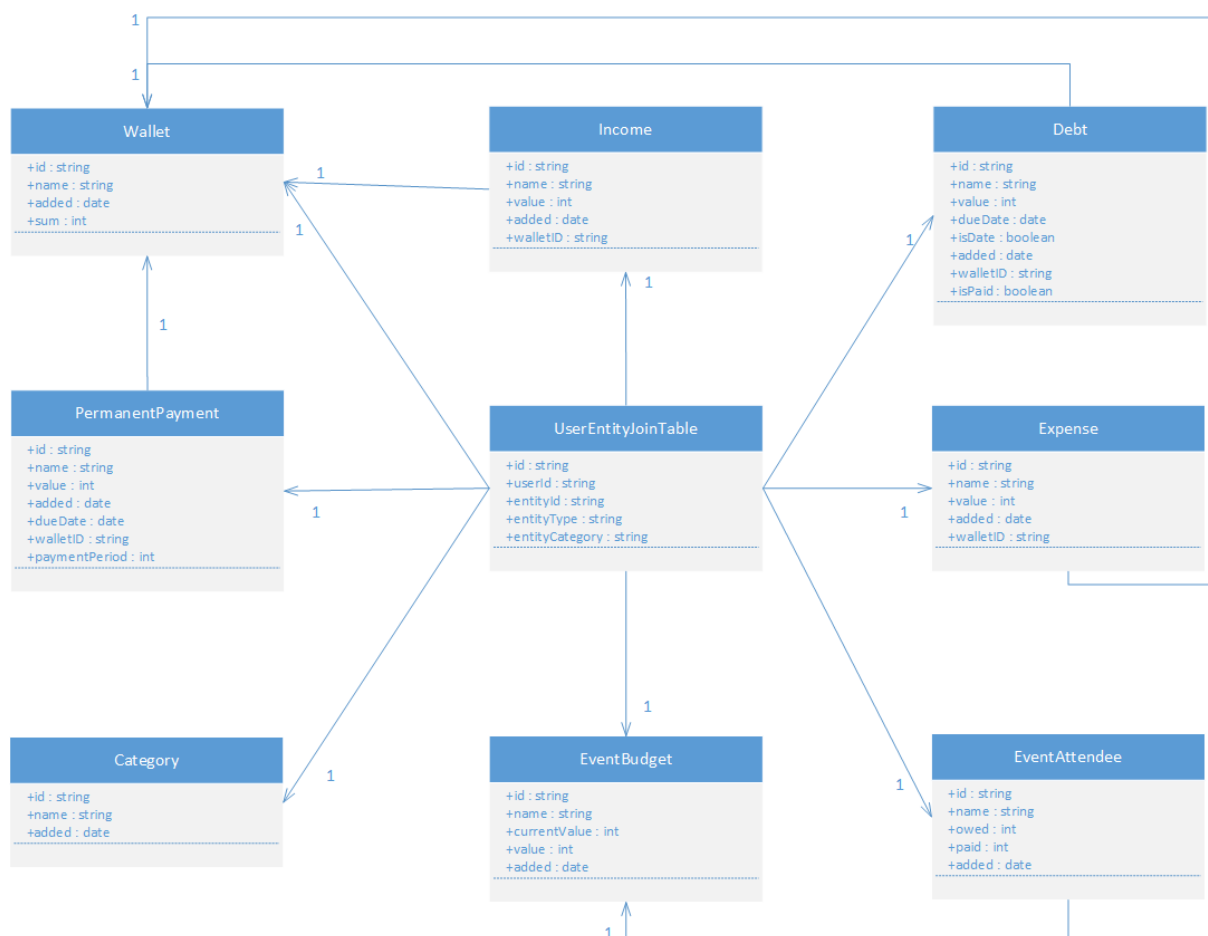 1
1
Wallet
+id : string
+name : string
+added : date
+sum : int
1
1
Income
+id : string
+name : string
+value : int
+added : date
+walletID : string
1
Debt
+id : string
+name : string
+value : int
+dueDate : date
+isDate : boolean
+added : date
+walletID : string
+isPaid : boolean
1
1
PermanentPayment
+id : string
+name : string
+value : int
+added : date
+dueDate : date
+walletID : string
+paymentPeriod : int
1
UserEntityJoinTable
+id : string
+userId : string
+entityId : string
+entityType : string
+entityCategory : string
1
Expense
+id : string
+name : string
+value : int
+added : date
+walletID : string
Category
+id : string
+name : string
+added : date
1
1
EventBudget
+id : string
+name : string
+currentValue : int
+value : int
+added : date
1
EventAttendee
+id : string
+name : string
+owed : int
+paid : int
+added : date
1